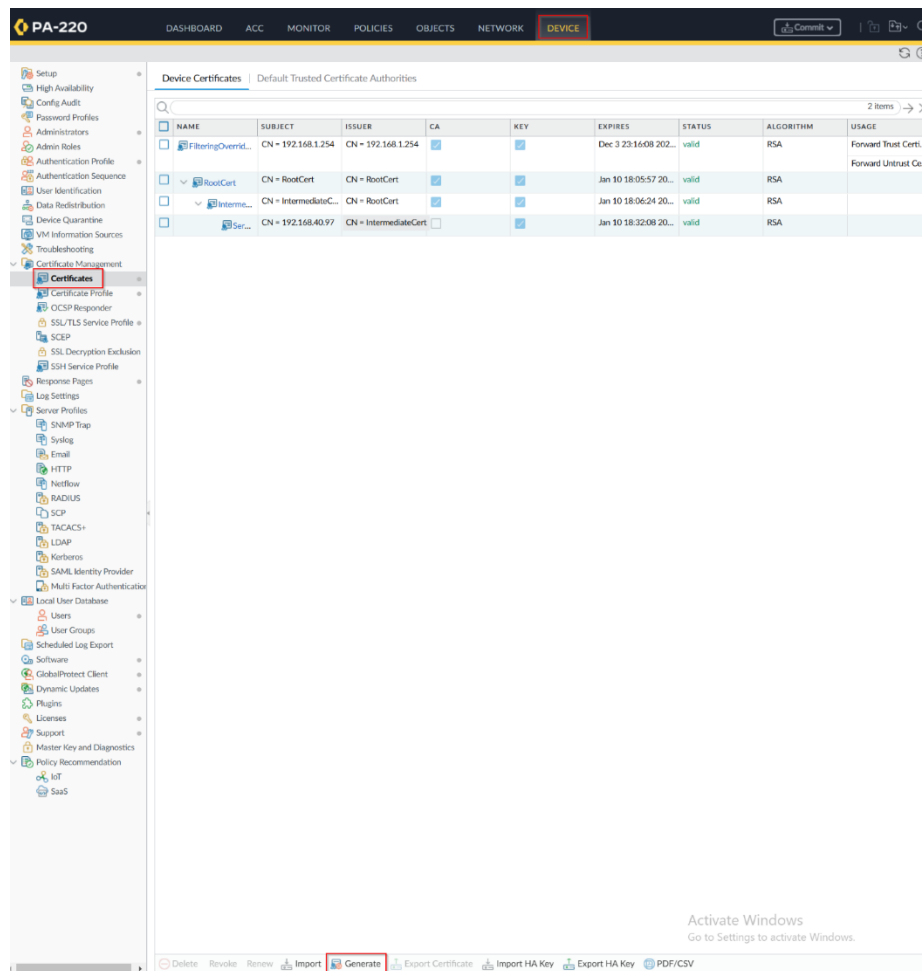 PA-220
DASHBOARD ACC MONITOR POLICIES OBJECTS NETWORK DEVICE Commit
Setup
High Availability
Config Audit
Password Profiles
Administrators
Admin Roles
Authentication Profile
Authentication Sequence
User Identification
Data Redistribution
Device Quarantine
VM Information Sources
Troubleshooting
Certificate Management
Certificates
Certificate Profile
OCSP Responder
SSL/TLS Service Profile
SCEP
SSL Decryption Exclusion
SSH Service Profile
Response Pages
Log Settings
Server Profiles
SNMP Trap
Syslog
Email
HTTP
Netflow
RADIUS
SCP
TACACS+
LDAP
Kerberos
SAML Identity Provider
Multi Factor Authentication
Local User Database
Users
User Groups
Scheduled Log Export
Software
GlobalProtect Client
Dynamic Updates
Plugins
Licenses
Support
Master Key and Diagnostics
Policy Recommendation
IoT
SaaS
Device Certificates Default Trusted Certificate Authorities
2 items
NAME SUBJECT ISSUER CA KEY EXPIRES STATUS ALGORITHM USAGE
FilteringOverrid... CN = 192.168.1.254 CN = 192.168.1.254 Dec 3 23:16:08 202... valid RSA Forward Trust Certi...
Forward Untrust Ce...
RootCert CN = RootCert CN = RootCert Jan 10 18:05:57 20... valid RSA
Interme... CN = IntermediateC... CN = RootCert Jan 10 18:06:24 20... valid RSA
Ser... CN = 192.168.40.97 CN = IntermediateCert Jan 10 18:32:08 20... valid RSA
Activate Windows
Go to Settings to activate Windows.
Delete Revoke Renew Import Generate Export Certificate Import HA Key Export HA Key PDF/CSV